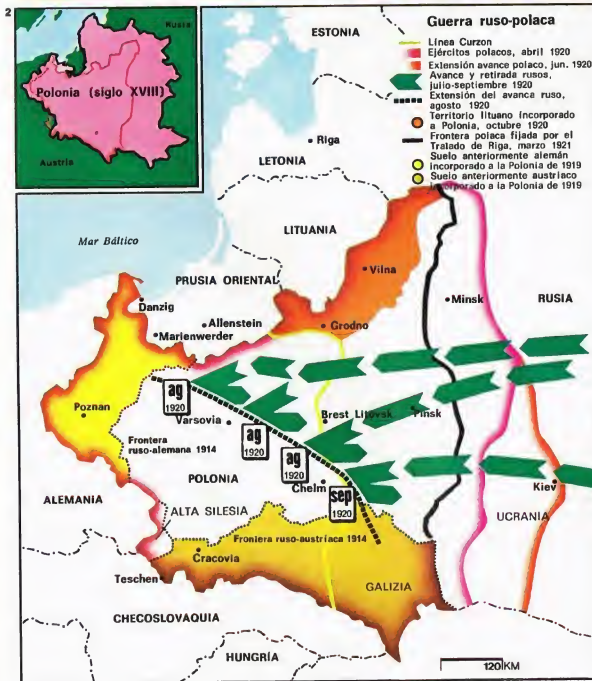 2
Rusia
Polonia (siglo XVIII)
Austria
Guerra ruso-polaca
Línea Curzon
Ejércitos polacos, abril 1920
Extensión avance polaco, jun. 1920
Avance y retirada rusos,
julio-septiembre 1920
Extensión del avanca ruso,
agosto 1920
Territorio lituano incorporado
a Polonia, octubre 1920
Frontera polaca fijada por el
Tralado de Riga, marzo 1921
Suelo anteriormente alemán
incorporado a la Polonia de 1919
Suelo anteriormente austriaco
incorporado a la Polonia de 1919
ESTONIA
Riga
LETONIA
LITUANIA
Mar Báltico
PRUSIA ORIENTAL
Vilna
Minsk
RUSIA
Danzig
Allenstein
Marienwerder
Grodno
Poznan
ag
1920
Varsovia
ag
1920
Brest Litovsk
Pinsk
Frontera
ruso-alemana 1914
ag
1920
POLONIA
Chelm
sep
1920
Kiev
ALEMANIA
ALTA SILESIA
UCRANIA
Frontera ruso-austríaca 1914
Cracovia
Teschen
GALIZIA
CHECOSLOVAQUIA
HUNGRÍA
120 KM